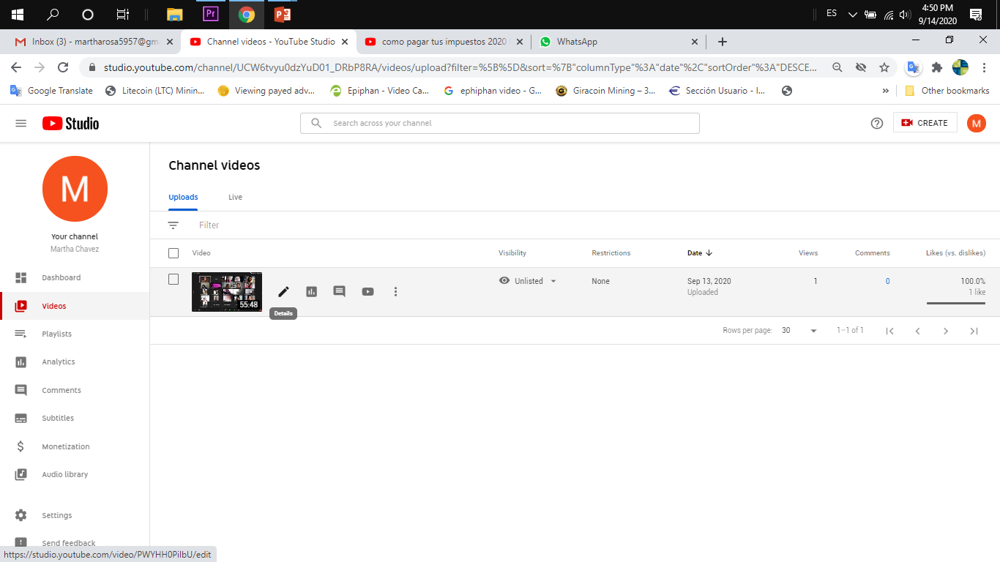 Pr
ES
4:50 PM
9/14/2020
Inbox (3) - martharosa5957@gm
Channel videos - YouTube Studio
como pagar tus impuestos 2020
WhatsApp
studio.youtube.com/channel/UCW6tvyu0dzYuD01_DRbP8RA/videos/upload?filter=%5B%5D&sort=%7B"columnType"%3A"date"%2C"sortOrder"%3A"DESCE...
Google Translate Litecoin (LTC) Minin... Viewing payed adv... Epiphan - Video Ca... ephiphan video - G... Giracoin Mining – 3... Sección Usuario - I... » Other bookmarks
Studio
Search across your channel
CREATE
M
M
Your channel
Martha Chavez
Dashboard
Videos
Playlists
Analytics
Comments
Subtitles
Monetization
Audio library
Settings
Send feedback
Channel videos
Uploads Live
Filter
Video Visibility Restrictions Date Views Comments Likes (vs. dislikes)
55:48
Details
Unlisted None Sep 13, 2020 1 0 100.0%
Uploaded 1 like
Rows per page: 30 1–1 of 1
https://studio.youtube.com/video/PWYHH0PiIbU/edit